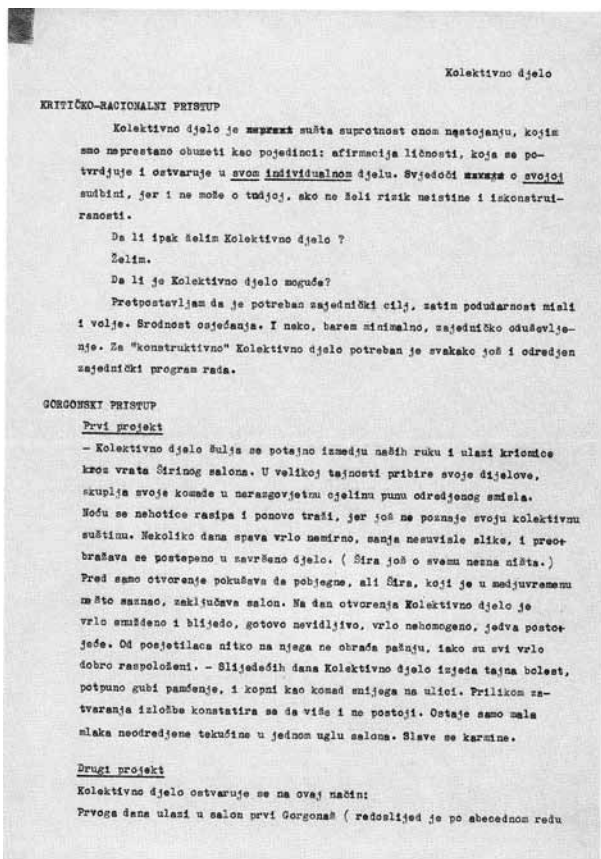 Kolektivno djelo
KRITIČKO-RACIONALNI PRISTUP
Kolektivno djelo je sušta suprotnost onom nastojanju, kojim
smo neprestano obuzeti kao pojedinci: afirmacija ličnosti, koja se po-
tvrdjuje i ostvaruje u svom individualnom djelu. Svjedoči o svojoj
sudbini, jer i ne može o tudjoj, ako ne želi rizik neistine i iskonstrui-
ranosti.
Da li ipak želim Kolektivno djelo ?
Želim.
Da li je Kolektivno djelo moguće?
Pretpostavljam da je potreban zajednički cilj, zatim podudarnost misli
i volje. Srodnost osjećanja. I neko, barem minimalno, zajedničko oduševlje-
nje. Za "konstruktivno" Kolektivno djelo potreban je svakako još i odredjen
zajednički program rada.
GORGONSKI PRISTUP
Prvi projekt
- Kolektivno djelo šulja se potajno izmedju naših ruku i ulazi kriomice
kroz vrata Širinog salona. U velikoj tajnosti pribire svoje dijelove,
skuplja svoje komade u nerazgovjetnu cjelinu punu odredjenog smisla.
Noću se nehotice rasipa i ponovo traži, jer još ne poznaje svoju kolektivnu
suštinu. Nekoliko dana spava vrlo nemirno, sanja nesuvisle slike, i preo+
bražava se postepeno u završeno djelo. ( Šira još o svemu nezna ništa.)
Pred samo otvorenje pokušava da pobjegne, ali Šira, koji je u medjuvremenu
nešto saznao, zaključava salon. Na dan otvorenja Kolektivno djelo je
vrlo snuždeno i blijedo, gotovo nevidljivo, vrlo nehomogeno, jedva posto+
jeće. Od posjetilaca nitko na njega ne obraća pažnju, iako su svi vrlo
dobro raspoloženi. - Slijedećih dana Kolektivno djelo izjeda tajna bolest,
potpuno gubi pamćenje, i kopni kao komad snijega na ulici. Prilikom za-
tvaranja izložbe konstatira se da više i ne postoji. Ostaje samo mala
mlaka neodredjene tekućine u jednom uglu salona. Slave se karmine.
Drugi projekt
Kolektivno djelo ostvaruje se na ovaj način:
Prvoga dana ulazi u salon prvi Gorgonaš ( redoslijed je po abecednom redu